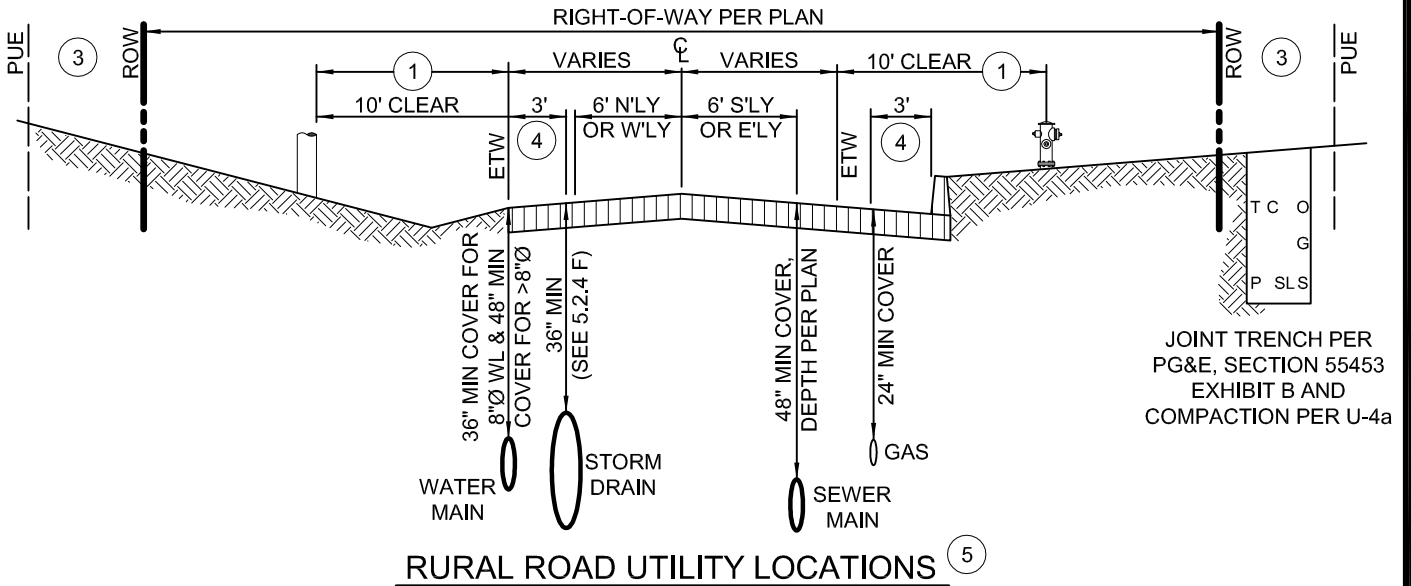 RIGHT-OF-WAY PER PLAN
PUE
3
ROW
1
VARIES
℄
VARIES
10' CLEAR
1
ROW
3
PUE
10' CLEAR
3'
4
6' N'LY
OR W'LY
6' S'LY
OR E'LY
3'
4
ETW
ETW
36" MIN COVER FOR
8"Ø WL & 48" MIN
COVER FOR >8"Ø
36" MIN
(SEE 5.2.4 F)
48" MIN COVER,
DEPTH PER PLAN
24" MIN COVER
T C O
G
P SL S
JOINT TRENCH PER
PG&E, SECTION 55453
EXHIBIT B AND
COMPACTION PER U-4a
WATER
MAIN
STORM
DRAIN
SEWER
MAIN
GAS
RURAL ROAD UTILITY LOCATIONS 5